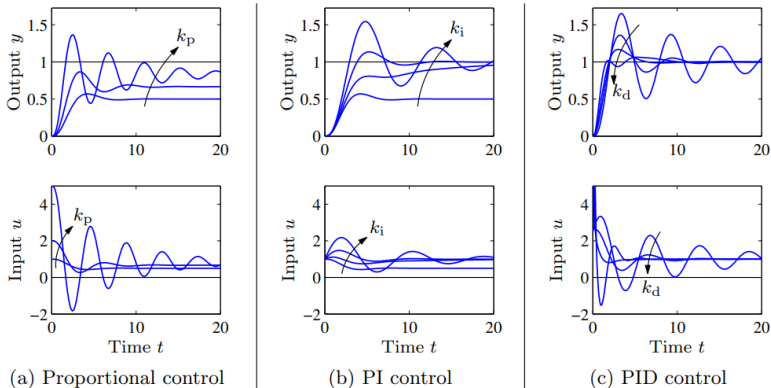 Output y
1.5
1
0.5
0
0
10
20
k_p
Input u
4
2
0
−2
0
10
20
k_p
Time t
(a) Proportional control
Output y
1.5
1
0.5
0
0
10
20
k_i
Input u
4
2
0
−2
0
10
20
k_i
Time t
(b) PI control
Output y
1.5
1
0.5
0
0
10
20
k_d
Input u
4
2
0
−2
0
10
20
k_d
Time t
(c) PID control